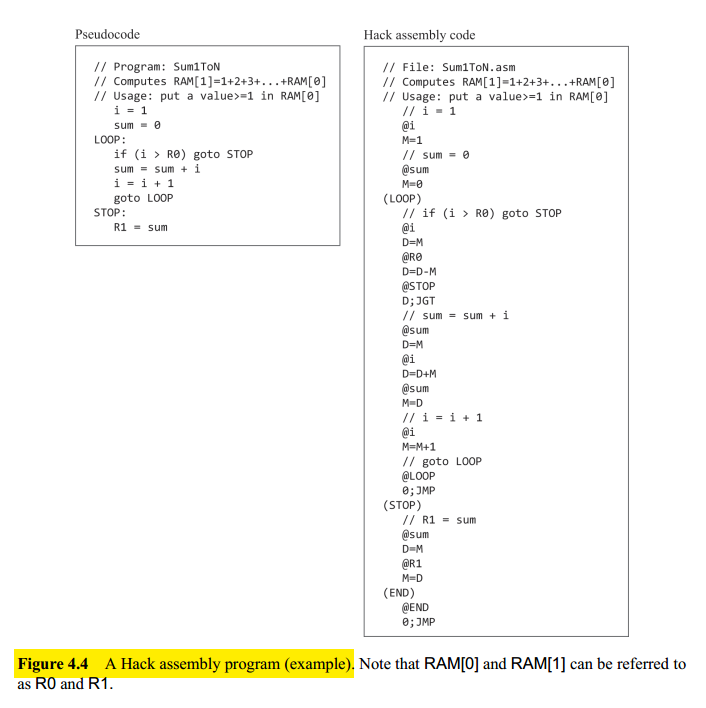 Pseudocode
// Program: Sum1ToN
// Computes RAM[1]=1+2+3+...+RAM[0]
// Usage: put a value>=1 in RAM[0]
i = 1
sum = 0
LOOP:
if (i > R0) goto STOP
sum = sum + i
i = i + 1
goto LOOP
STOP:
R1 = sum
Hack assembly code
// File: Sum1ToN.asm
// Computes RAM[1]=1+2+3+...+RAM[0]
// Usage: put a value>=1 in RAM[0]
// i = 1
@i
M=1
// sum = 0
@sum
M=0
(LOOP)
// if (i > R0) goto STOP
@i
D=M
@R0
D=D-M
@STOP
D;JGT
// sum = sum + i
@sum
D=M
@i
D=D+M
@sum
M=D
// i = i + 1
@i
M=M+1
// goto LOOP
@LOOP
0;JMP
(STOP)
// R1 = sum
@sum
D=M
@R1
M=D
(END)
@END
0;JMP
Figure 4.4 A Hack assembly program (example). Note that RAM[0] and RAM[1] can be referred to
as R0 and R1.